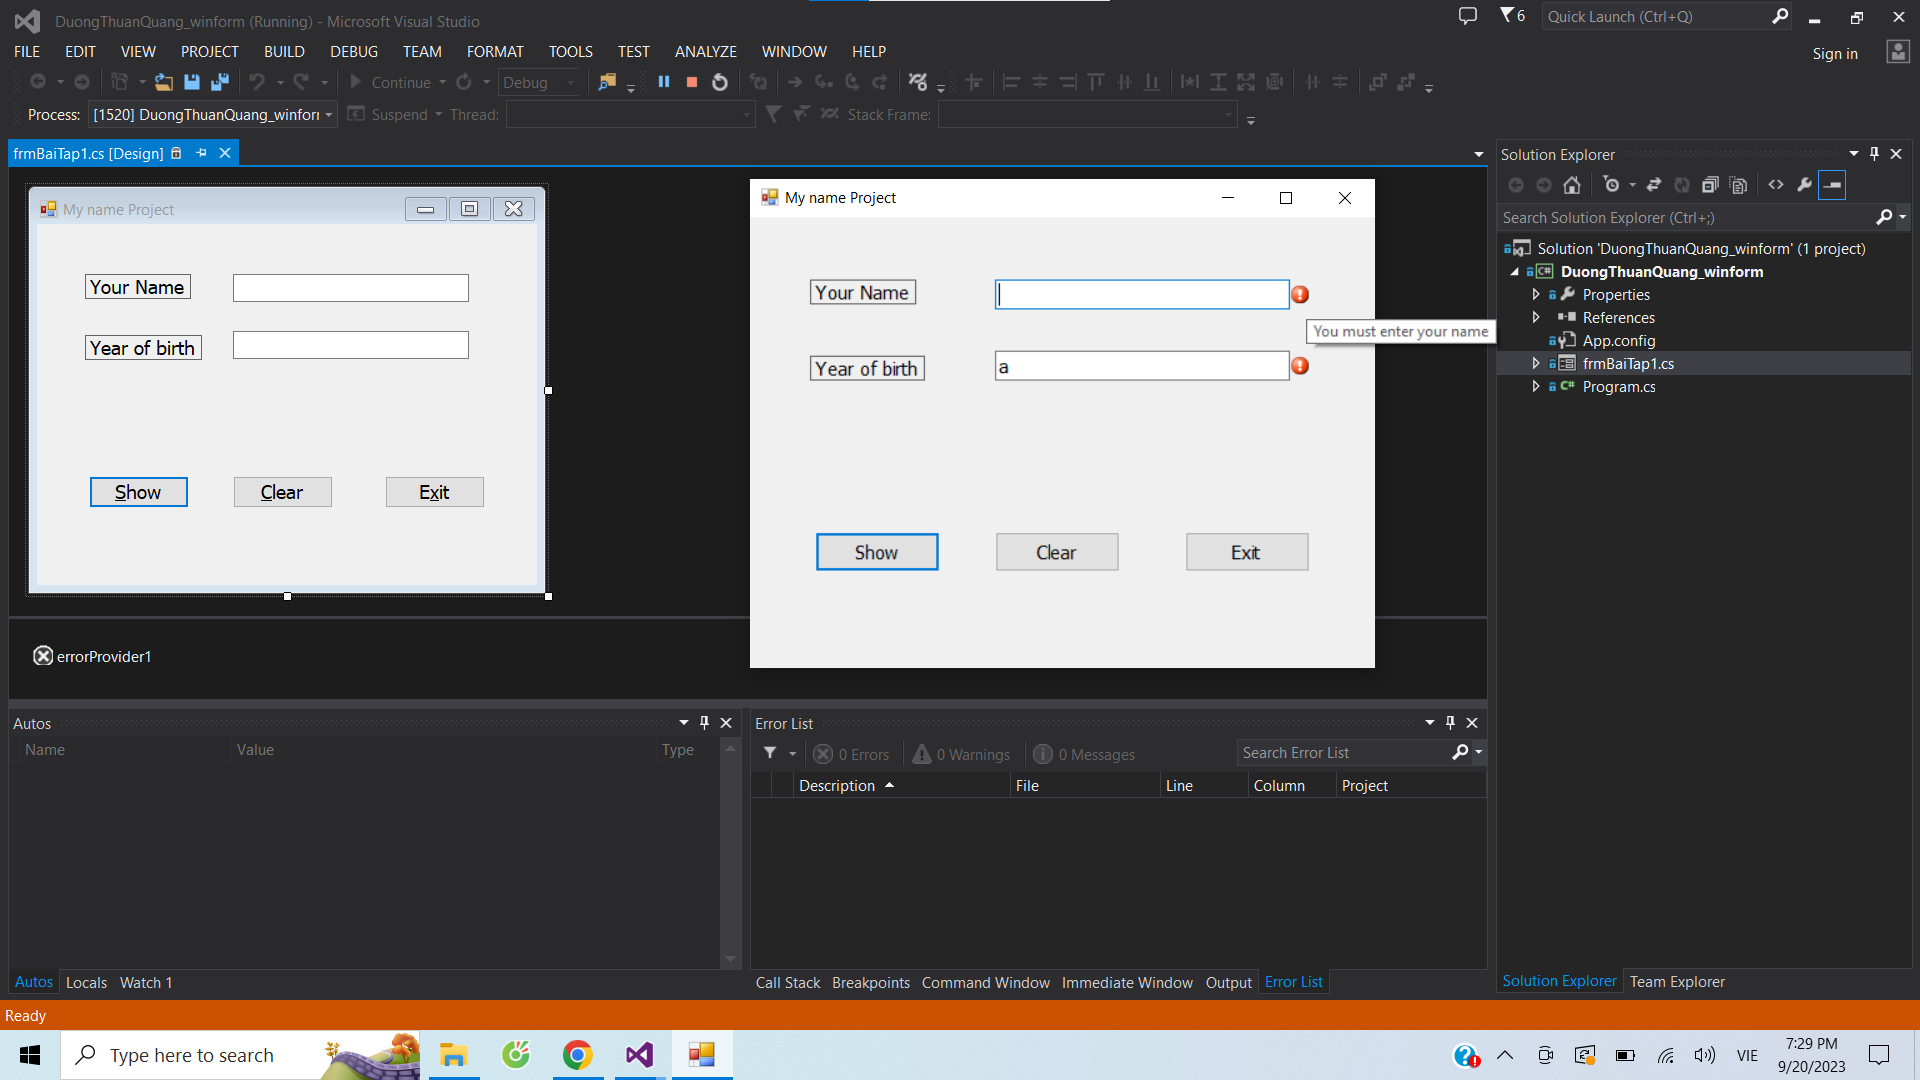 DuongThuanQuang_winform (Running) - Microsoft Visual Studio
6
Quick Launch (Ctrl+Q)
FILE EDIT VIEW PROJECT BUILD DEBUG TEAM FORMAT TOOLS TEST ANALYZE WINDOW HELP
Sign in
Continue
Debug
Process: [1520] DuongThuanQuang_winforr
Suspend
Thread:
Stack Frame:
frmBaiTap1.cs [Design]
My name Project
Your Name
Year of birth
Show
Clear
Exit
My name Project
Your Name
You must enter your name
Year of birth
a
Show
Clear
Exit
errorProvider1
Solution Explorer
Search Solution Explorer (Ctrl+;)
Solution 'DuongThuanQuang_winform' (1 project)
C# DuongThuanQuang_winform
Properties
References
App.config
frmBaiTap1.cs
C# Program.cs
Autos
Name Value Type
Autos Locals Watch 1
Error List
0 Errors 0 Warnings 0 Messages
Search Error List
Description File Line Column Project
Call Stack Breakpoints Command Window Immediate Window Output Error List
Solution Explorer Team Explorer
Ready
Type here to search
VIE
7:29 PM
9/20/2023